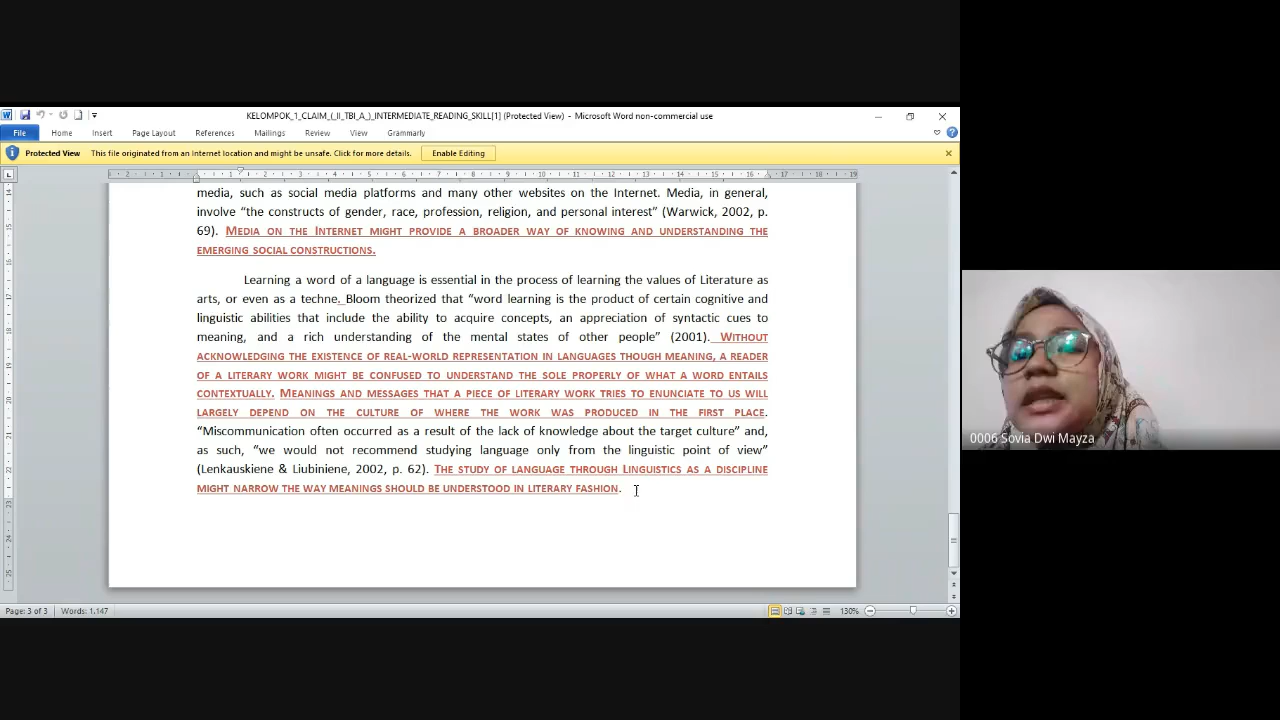 KELOMPOK_1_CLAIM_(_II_TBI_A_)_INTERMEDIATE_READING_SKILL[1] (Protected View) - Microsoft Word non-commercial use
File Home Insert Page Layout References Mailings Review View Grammarly
Protected View This file originated from an Internet location and might be unsafe. Click for more details. Enable Editing
media, such as social media platforms and many other websites on the Internet. Media, in general,
involve “the constructs of gender, race, profession, religion, and personal interest” (Warwick, 2002, p.
69). MEDIA ON THE INTERNET MIGHT PROVIDE A BROADER WAY OF KNOWING AND UNDERSTANDING THE
EMERGING SOCIAL CONSTRUCTIONS.
Learning a word of a language is essential in the process of learning the values of Literature as
arts, or even as a techne. Bloom theorized that “word learning is the product of certain cognitive and
linguistic abilities that include the ability to acquire concepts, an appreciation of syntactic cues to
meaning, and a rich understanding of the mental states of other people” (2001). WITHOUT
ACKNOWLEDGING THE EXISTENCE OF REAL-WORLD REPRESENTATION IN LANGUAGES THOUGH MEANING, A READER
OF A LITERARY WORK MIGHT BE CONFUSED TO UNDERSTAND THE SOLE PROPERLY OF WHAT A WORD ENTAILS
CONTEXTUALLY. MEANINGS AND MESSAGES THAT A PIECE OF LITERARY WORK TRIES TO ENUNCIATE TO US WILL
LARGELY DEPEND ON THE CULTURE OF WHERE THE WORK WAS PRODUCED IN THE FIRST PLACE.
“Miscommunication often occurred as a result of the lack of knowledge about the target culture” and,
as such, “we would not recommend studying language only from the linguistic point of view”
(Lenkauskiene & Liubiniene, 2002, p. 62). THE STUDY OF LANGUAGE THROUGH LINGUISTICS AS A DISCIPLINE
MIGHT NARROW THE WAY MEANINGS SHOULD BE UNDERSTOOD IN LITERARY FASHION.
0006 Sovia Dwi Mayza
Page: 3 of 3 Words: 1,147 130%